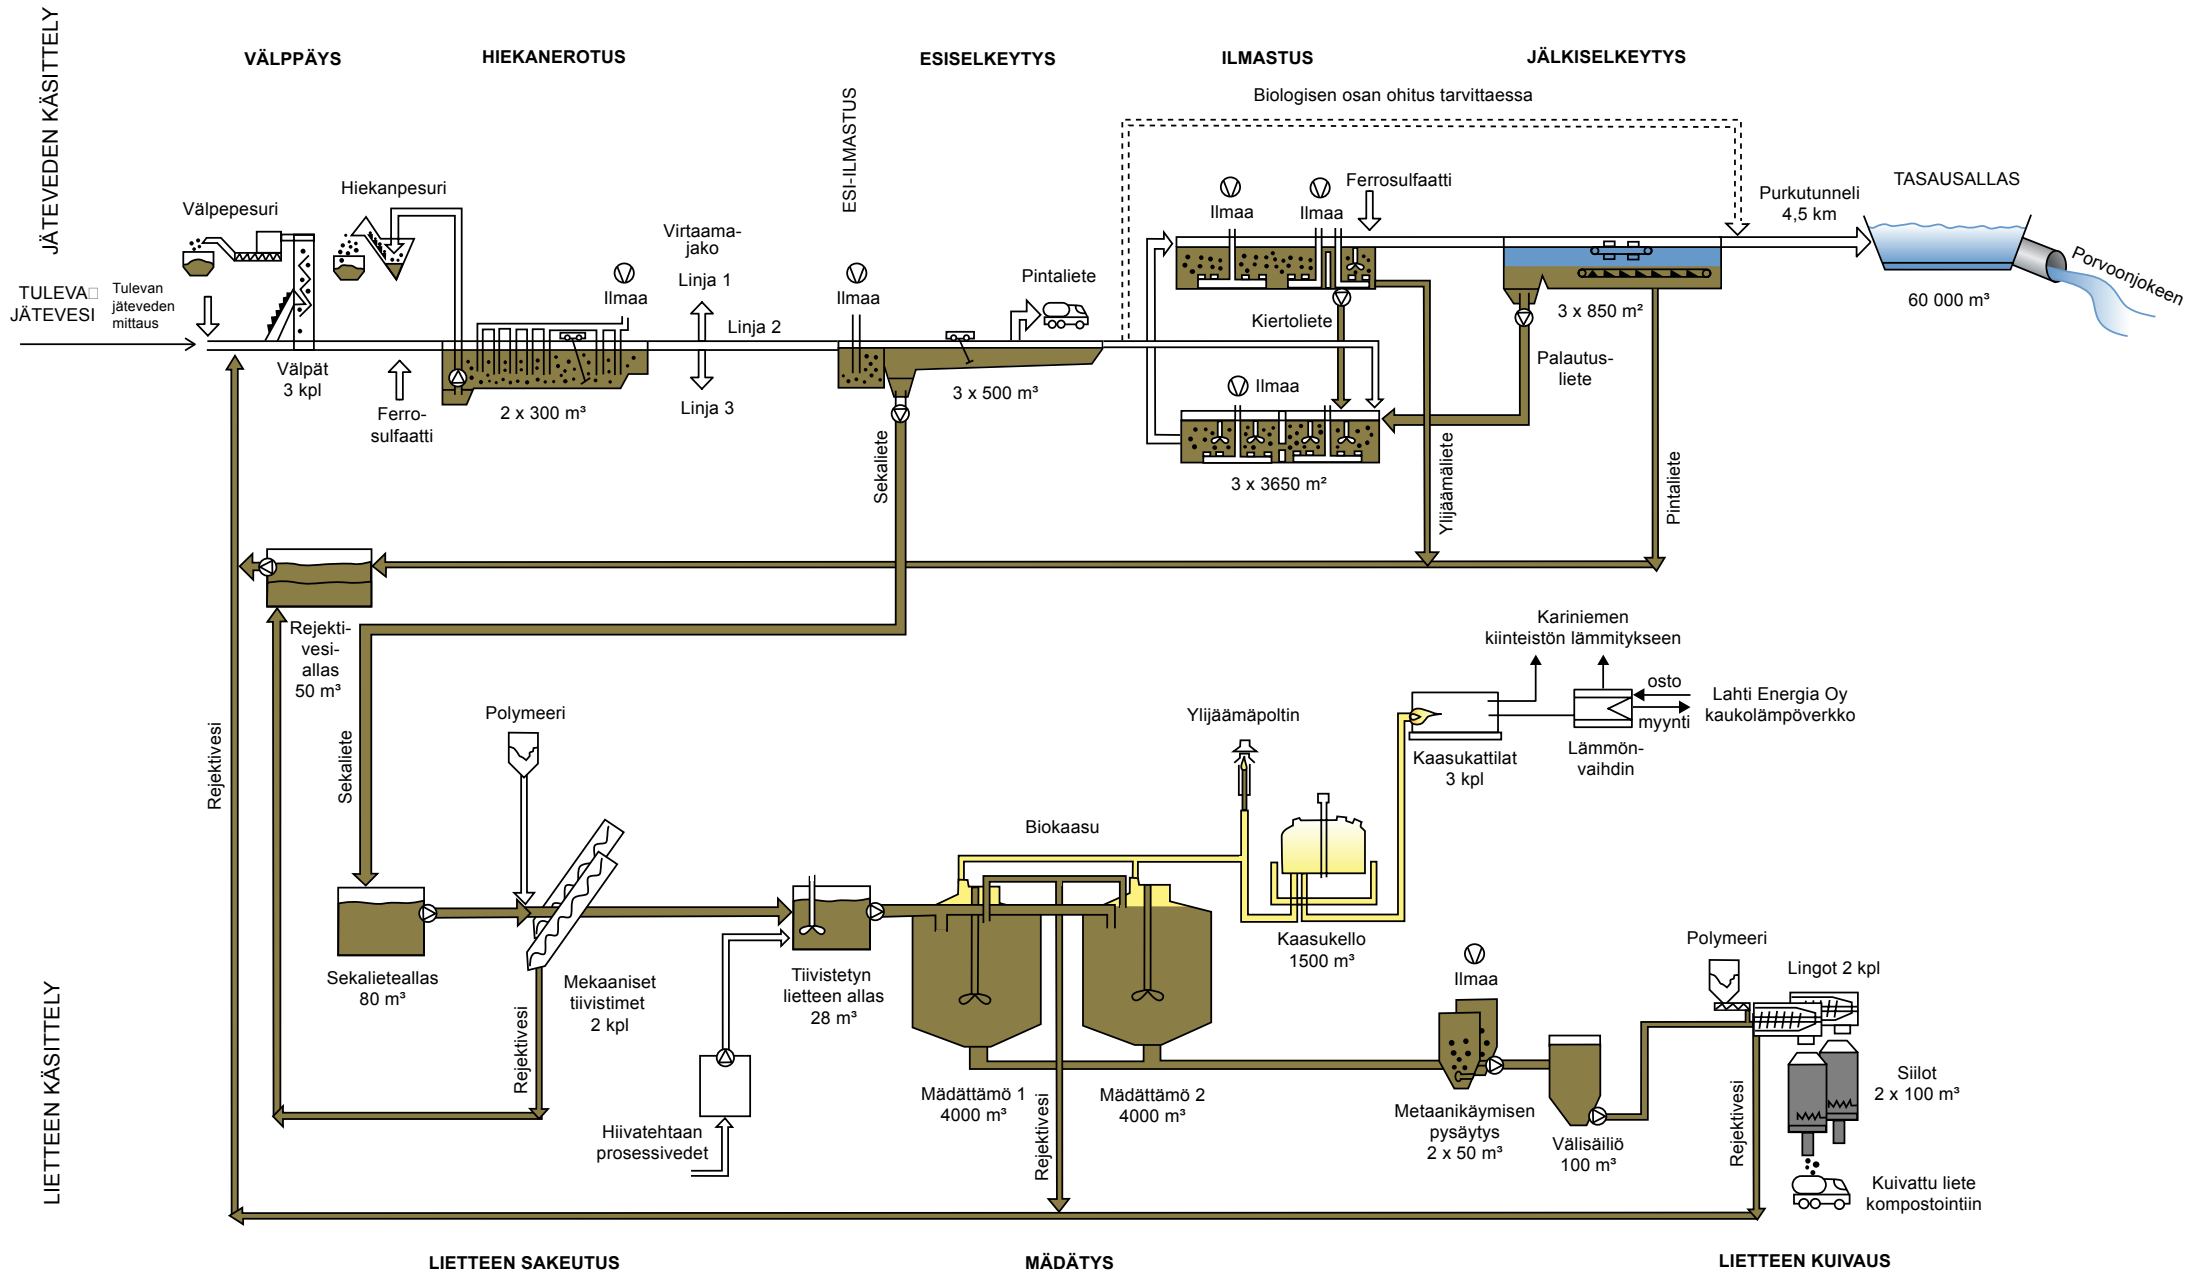 JÄTEVEDEN KÄSITTELY
VÄLPPÄYS
HIEKANEROTUS
ESISELKEYTYS
ILMASTUS
JÄLKISELKEYTYS
ESI-ILMASTUS
Biologisen osan ohitus tarvittaessa
Välpepesuri
Hiekanpesuri
Virtaama-
jako
Linja 1
Linja 2
Linja 3
Ilmaa
Ilmaa
Pintaliete
Ilmaa
Ilmaa
Ferrosulfaatti
Purkutunneli
4,5 km
TASAUSALLAS
60 000 m³
Porvoonjokeen
TULEVA
JÄTEVESI
Tulevan
jäteveden
mittaus
Välpät
3 kpl
Ferro-
sulfaatti
2 x 300 m³
3 x 500 m³
Kiertoliete
Ilmaa
3 x 3650 m²
3 x 850 m²
Palautus-
liete
Sekaliete
Ylijäämäliete
Pintaliete
Rejekti-
vesi-
allas
50 m³
Rejektivesi
Sekaliete
Polymeeri
Kariniemen
kiinteistön lämmitykseen
osto
myynti
Lahti Energia Oy
kaukolämpöverkko
Lämmön-
vaihdin
Kaasukattilat
3 kpl
Ylijäämäpoltin
Biokaasu
Kaasukello
1500 m³
LIETTEEN KÄSITTELY
Sekalieteallas
80 m³
Rejektivesi
Mekaaniset
tiivistimet
2 kpl
Tiivistetyn
lietteen allas
28 m³
Hiivatehtaan
prosessivedet
Mädättämö 1
4000 m³
Rejektivesi
Mädättämö 2
4000 m³
Ilmaa
Metaanikäymisen
pysäytys
2 x 50 m³
Välisäiliö
100 m³
Polymeeri
Lingot 2 kpl
Rejektivesi
Siilot
2 x 100 m³
Kuivattu liete
kompostointiin
LIETTEEN SAKEUTUS
MÄDÄTYS
LIETTEEN KUIVAUS